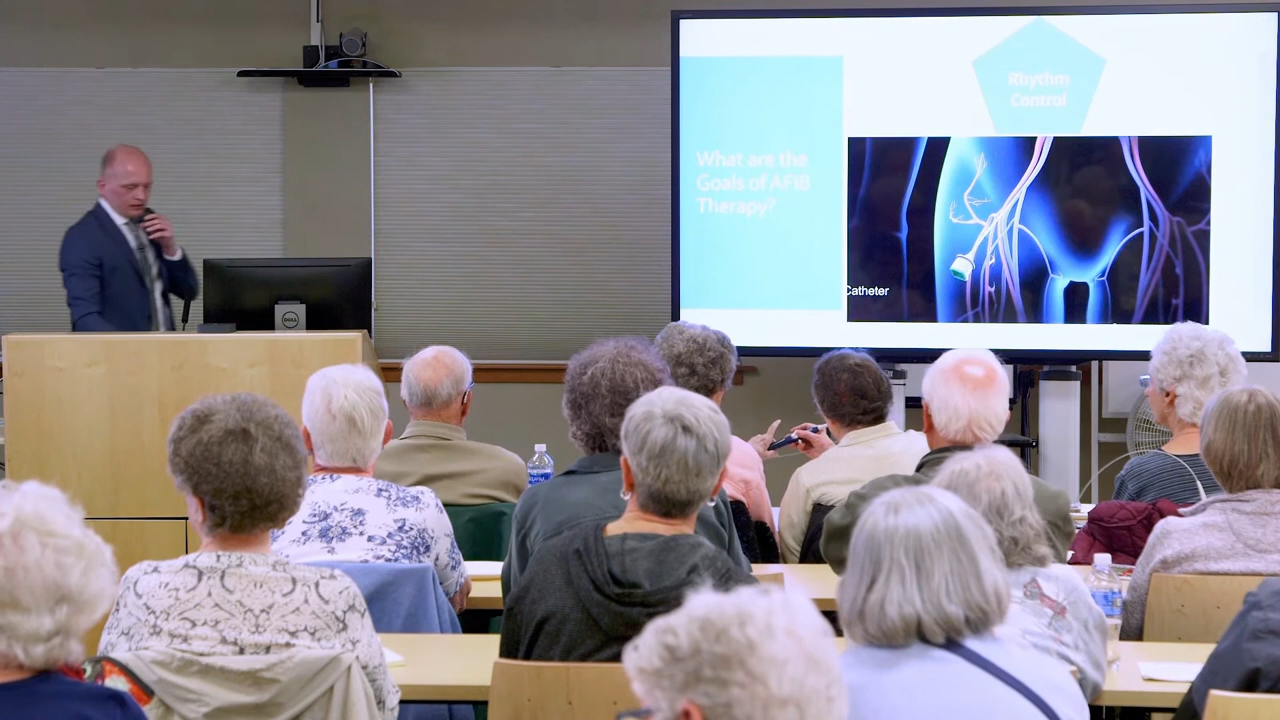 Rhythm
Control
What are the
Goals of AFIB
Therapy?
Catheter
DELL